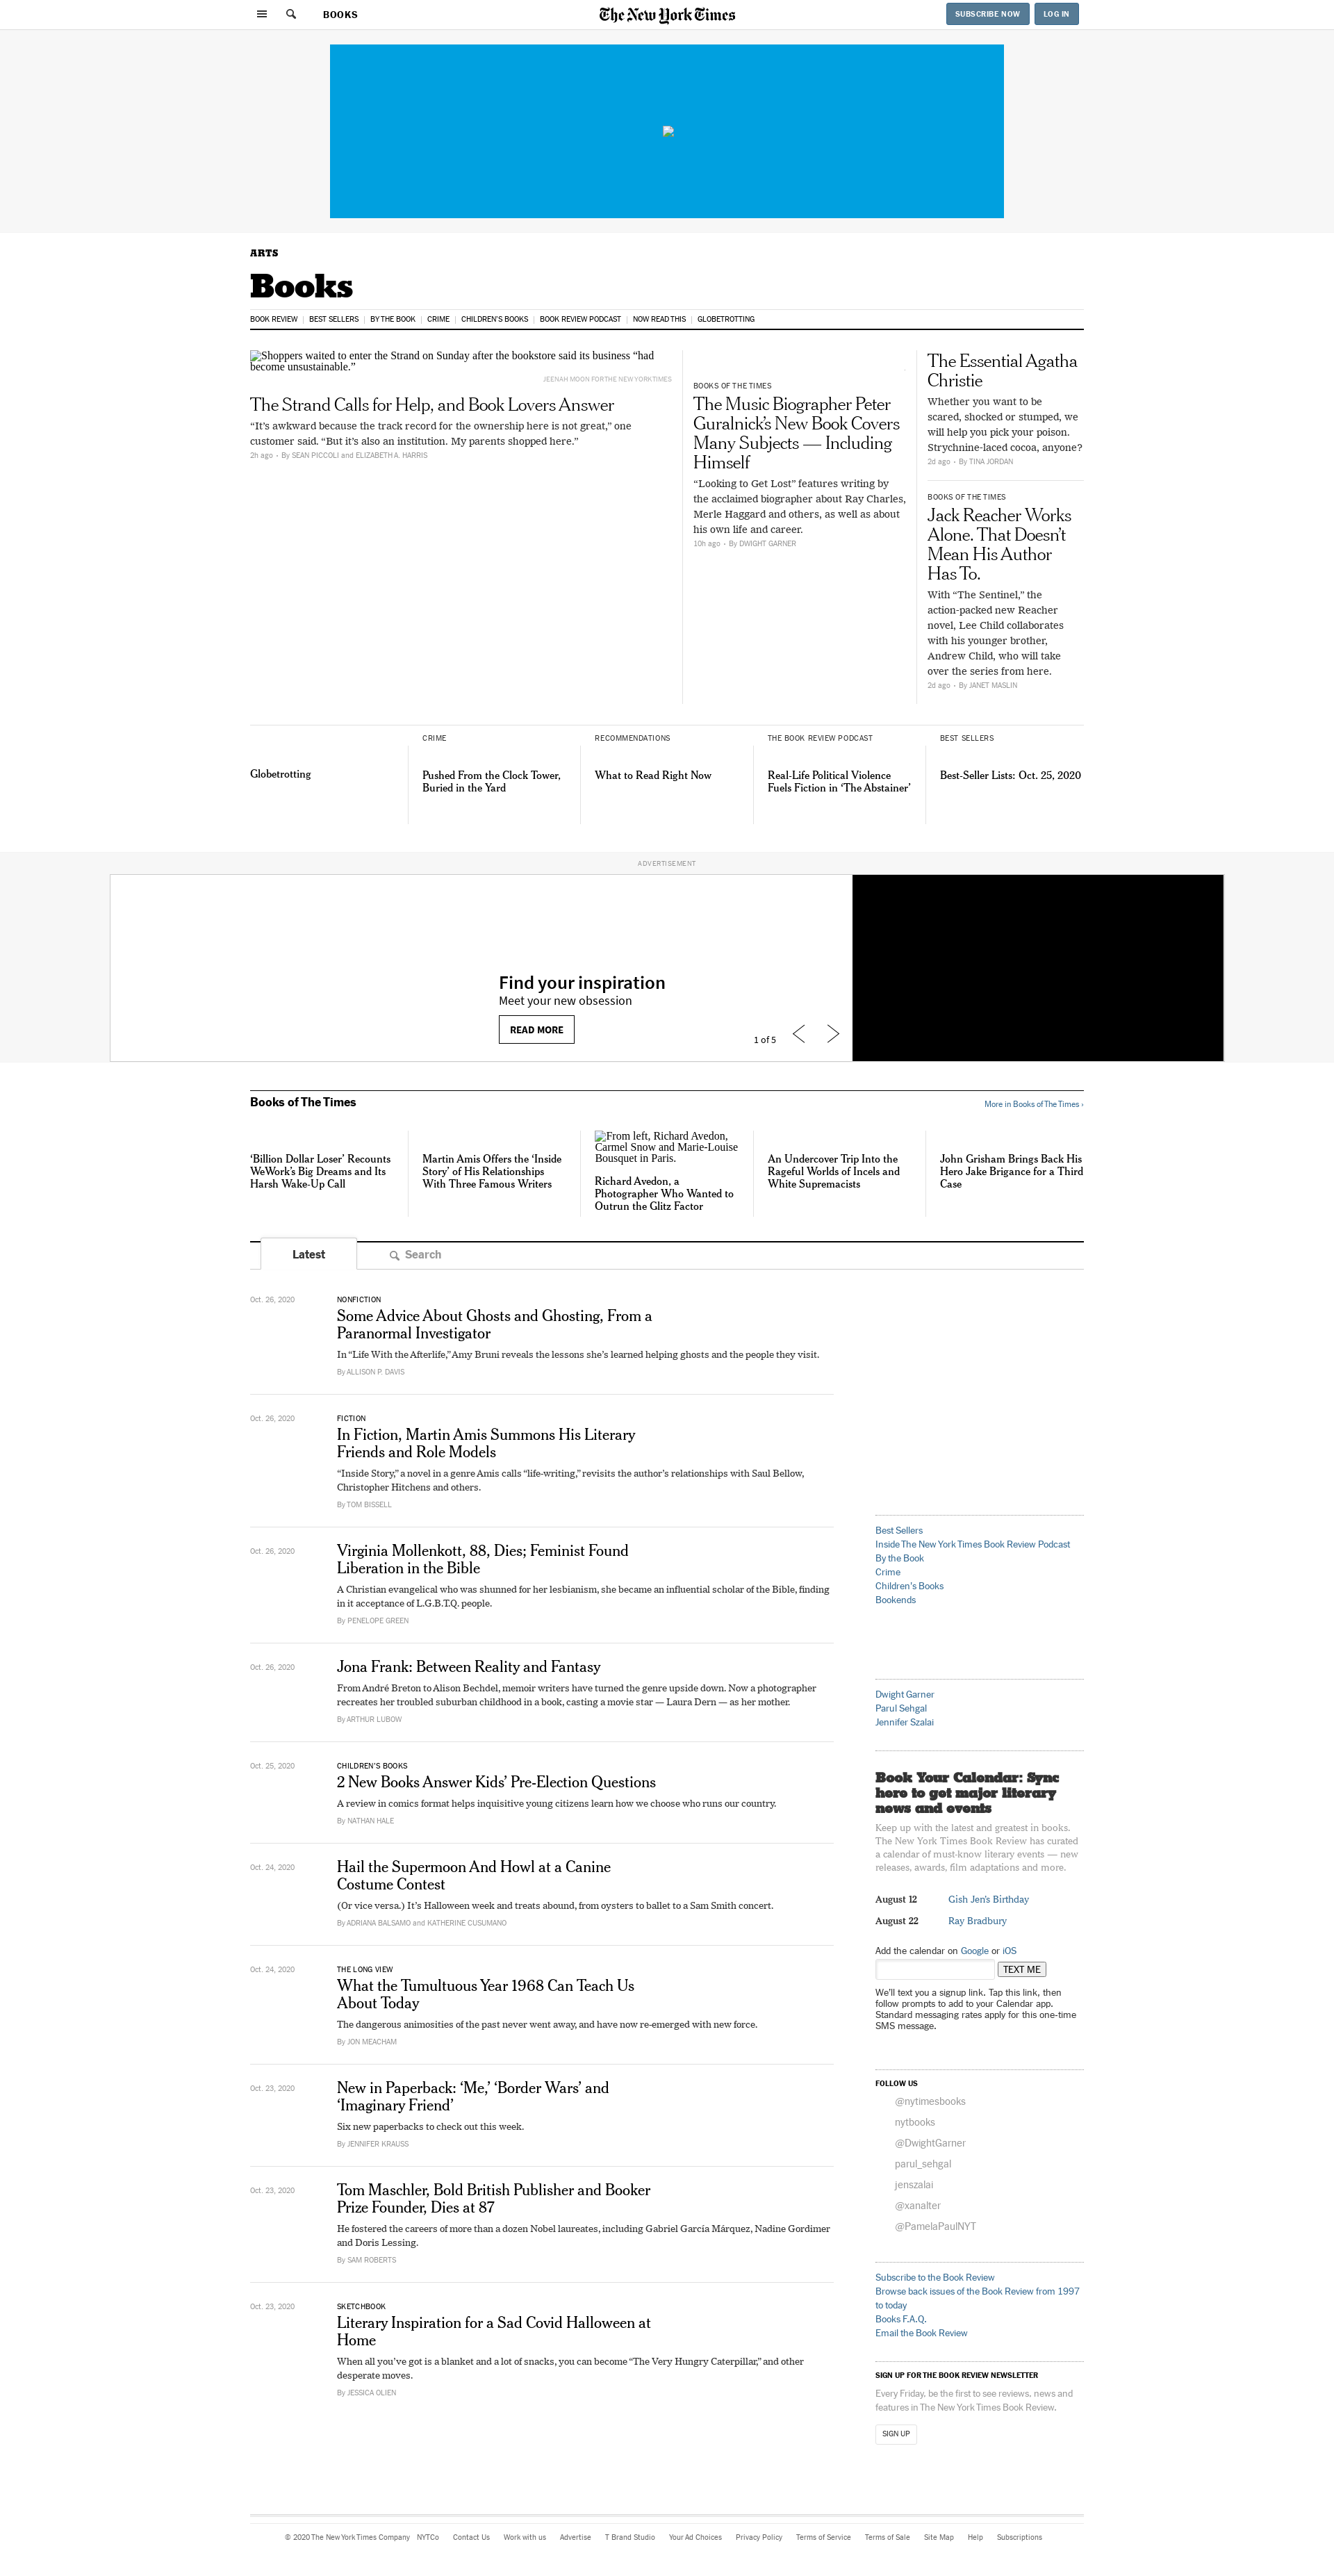 BOOKS
The New York Times
SUBSCRIBE NOW
LOG IN
ARTS
Books
BOOK REVIEW
BEST SELLERS
BY THE BOOK
CRIME
CHILDREN'S BOOKS
BOOK REVIEW PODCAST
NOW READ THIS
GLOBETROTTING
Shoppers waited to enter the Strand on Sunday after the bookstore said its business “had
become unsustainable.”
JEENAH MOON FOR THE NEW YORK TIMES
The Strand Calls for Help, and Book Lovers Answer
“It’s awkward because the track record for the ownership here is not great,” one
customer said. “But it’s also an institution. My parents shopped here.”
2h ago • By SEAN PICCOLI and ELIZABETH A. HARRIS
BOOKS OF THE TIMES
The Music Biographer Peter
Guralnick’s New Book Covers
Many Subjects — Including
Himself
“Looking to Get Lost” features writing by
the acclaimed biographer about Ray Charles,
Merle Haggard and others, as well as about
his own life and career.
10h ago • By DWIGHT GARNER
The Essential Agatha
Christie
Whether you want to be
scared, shocked or stumped, we
will help you pick your poison.
Strychnine-laced cocoa, anyone?
2d ago • By TINA JORDAN
BOOKS OF THE TIMES
Jack Reacher Works
Alone. That Doesn’t
Mean His Author
Has To.
With “The Sentinel,” the
action-packed new Reacher
novel, Lee Child collaborates
with his younger brother,
Andrew Child, who will take
over the series from here.
2d ago • By JANET MASLIN
Globetrotting
CRIME
Pushed From the Clock Tower,
Buried in the Yard
RECOMMENDATIONS
What to Read Right Now
THE BOOK REVIEW PODCAST
Real-Life Political Violence
Fuels Fiction in ‘The Abstainer’
BEST SELLERS
Best-Seller Lists: Oct. 25, 2020
ADVERTISEMENT
Find your inspiration
Meet your new obsession
READ MORE
1 of 5
Books of The Times
More in Books of The Times ›
‘Billion Dollar Loser’ Recounts
WeWork’s Big Dreams and Its
Harsh Wake-Up Call
Martin Amis Offers the ‘Inside
Story’ of His Relationships
With Three Famous Writers
From left, Richard Avedon,
Carmel Snow and Marie-Louise
Bousquet in Paris.
Richard Avedon, a
Photographer Who Wanted to
Outrun the Glitz Factor
An Undercover Trip Into the
Rageful Worlds of Incels and
White Supremacists
John Grisham Brings Back His
Hero Jake Brigance for a Third
Case
Latest
Search
Oct. 26, 2020
NONFICTION
Some Advice About Ghosts and Ghosting, From a
Paranormal Investigator
In “Life With the Afterlife,” Amy Bruni reveals the lessons she’s learned helping ghosts and the people they visit.
By ALLISON P. DAVIS
Oct. 26, 2020
FICTION
In Fiction, Martin Amis Summons His Literary
Friends and Role Models
“Inside Story,” a novel in a genre Amis calls “life-writing,” revisits the author’s relationships with Saul Bellow,
Christopher Hitchens and others.
By TOM BISSELL
Oct. 26, 2020
Virginia Mollenkott, 88, Dies; Feminist Found
Liberation in the Bible
A Christian evangelical who was shunned for her lesbianism, she became an influential scholar of the Bible, finding
in it acceptance of L.G.B.T.Q. people.
By PENELOPE GREEN
Oct. 26, 2020
Jona Frank: Between Reality and Fantasy
From André Breton to Alison Bechdel, memoir writers have turned the genre upside down. Now a photographer
recreates her troubled suburban childhood in a book, casting a movie star — Laura Dern — as her mother.
By ARTHUR LUBOW
Oct. 25, 2020
CHILDREN’S BOOKS
2 New Books Answer Kids’ Pre-Election Questions
A review in comics format helps inquisitive young citizens learn how we choose who runs our country.
By NATHAN HALE
Oct. 24, 2020
Hail the Supermoon And Howl at a Canine
Costume Contest
(Or vice versa.) It’s Halloween week and treats abound, from oysters to ballet to a Sam Smith concert.
By ADRIANA BALSAMO and KATHERINE CUSUMANO
Oct. 24, 2020
THE LONG VIEW
What the Tumultuous Year 1968 Can Teach Us
About Today
The dangerous animosities of the past never went away, and have now re-emerged with new force.
By JON MEACHAM
Oct. 23, 2020
New in Paperback: ‘Me,’ ‘Border Wars’ and
‘Imaginary Friend’
Six new paperbacks to check out this week.
By JENNIFER KRAUSS
Oct. 23, 2020
Tom Maschler, Bold British Publisher and Booker
Prize Founder, Dies at 87
He fostered the careers of more than a dozen Nobel laureates, including Gabriel García Márquez, Nadine Gordimer
and Doris Lessing.
By SAM ROBERTS
Oct. 23, 2020
SKETCHBOOK
Literary Inspiration for a Sad Covid Halloween at
Home
When all you’ve got is a blanket and a lot of snacks, you can become “The Very Hungry Caterpillar,” and other
desperate moves.
By JESSICA OLIEN
Best Sellers
Inside The New York Times Book Review Podcast
By the Book
Crime
Children’s Books
Bookends
Dwight Garner
Parul Sehgal
Jennifer Szalai
Book Your Calendar: Sync
here to get major literary
news and events
Keep up with the latest and greatest in books.
The New York Times Book Review has curated
a calendar of must-know literary events — new
releases, awards, film adaptations and more.
August 12 Gish Jen’s Birthday
August 22 Ray Bradbury
Add the calendar on Google or iOS
TEXT ME
We’ll text you a signup link. Tap this link, then
follow prompts to add to your Calendar app.
Standard messaging rates apply for this one-time
SMS message.
FOLLOW US
@nytimesbooks
nytbooks
@DwightGarner
parul_sehgal
jenszalai
@xanalter
@PamelaPaulNYT
Subscribe to the Book Review
Browse back issues of the Book Review from 1997
to today
Books F.A.Q.
Email the Book Review
SIGN UP FOR THE BOOK REVIEW NEWSLETTER
Every Friday, be the first to see reviews, news and
features in The New York Times Book Review.
SIGN UP
© 2020 The New York Times Company NYTCo Contact Us Work with us Advertise T Brand Studio Your Ad Choices Privacy Policy Terms of Service Terms of Sale Site Map Help Subscriptions